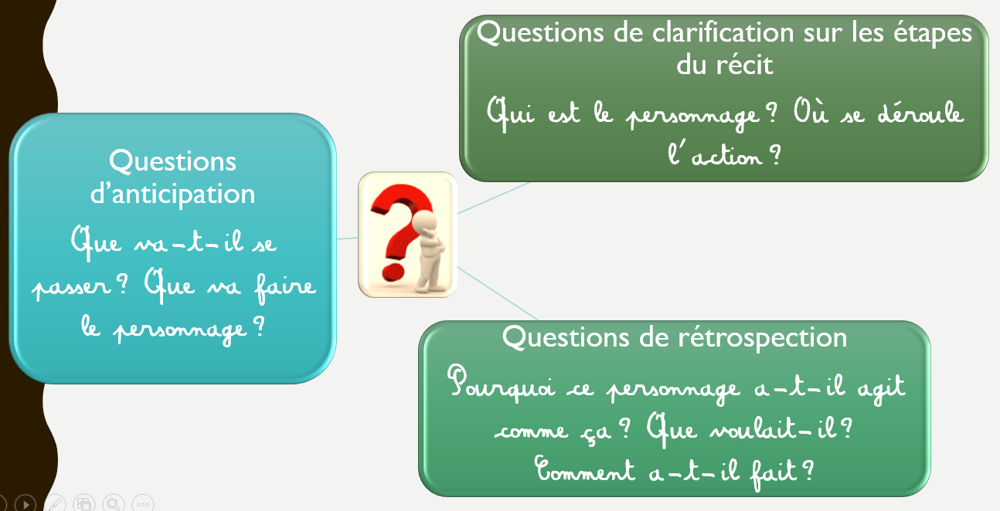 Questions
d'anticipation
Que va-t-il se
passer ? Que va faire
le personnage ?
Questions de clarification sur les étapes
du récit
Qui est le personnage ? Où se déroule
l'action ?
Questions de rétrospection
Pourquoi ce personnage a-t-il agit
comme ça ? Que voulait-il ?
Comment a-t-il fait ?